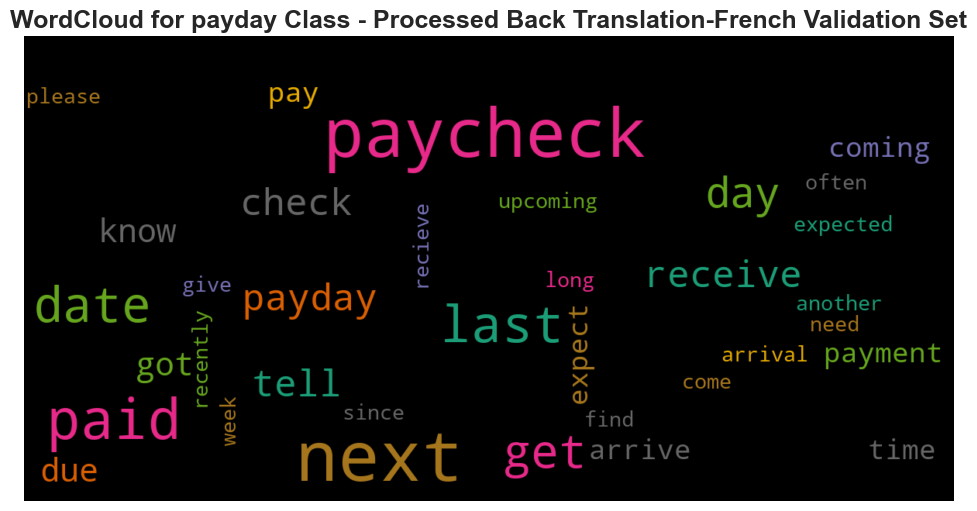 WordCloud for payday Class - Processed Back Translation-French Validation Set
please
pay
paycheck
coming
check
upcoming
day
often
know
recieve
expected
give
payday
long
receive
date
last
expect
another
need
got
recently
tell
arrival
payment
come
paid
week
since
find
next
get
arrive
time
due